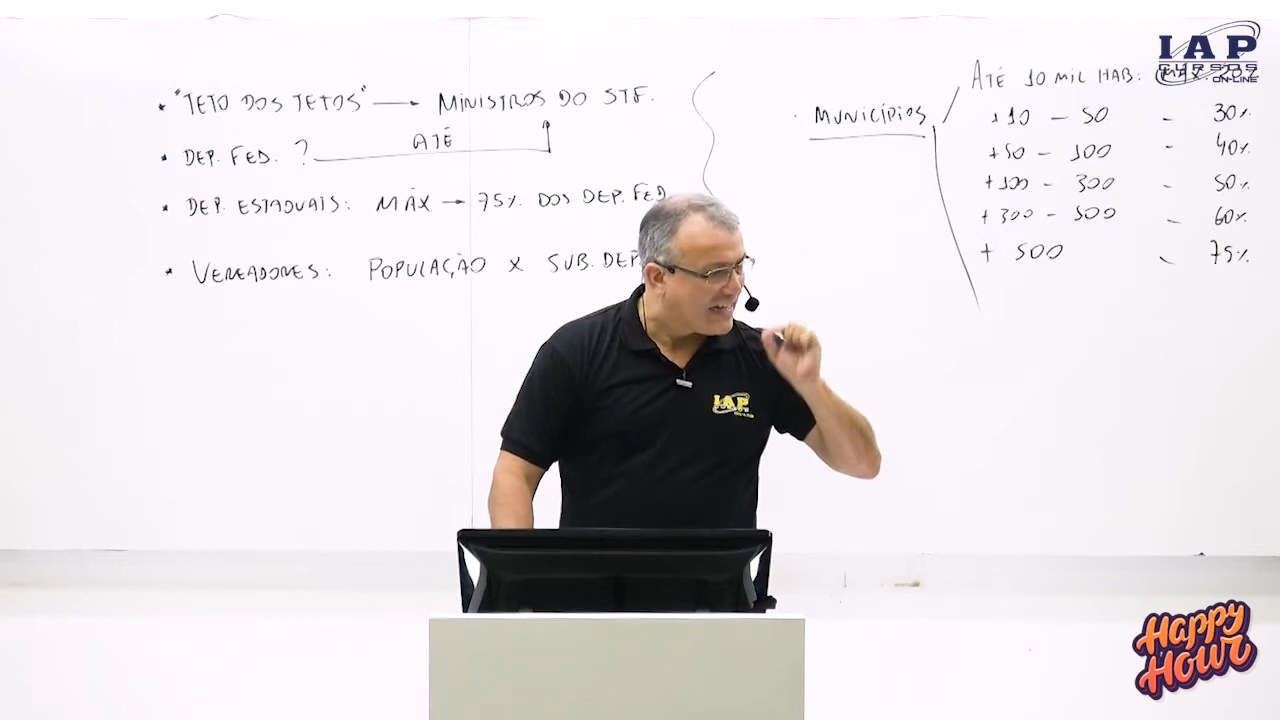 "TETO DOS TETOS" → MINISTROS DO STF.
DEP. FED. ? ATÉ
DEP. ESTADUAIS: MÁX → 75% DOS DEP. FED
VEREADORES: POPULAÇÃO X SUB. DEP
MUNICÍPIOS
ATÉ 10 MIL HAB: MÁX. 20%
+10 - 50 - 30%
+50 - 100 - 40%
+100 - 300 - 50%
+300 - 500 - 60%
+ 500 - 75%
IAP
CURSOS
ON-LINE
IAP
Happy
Hour